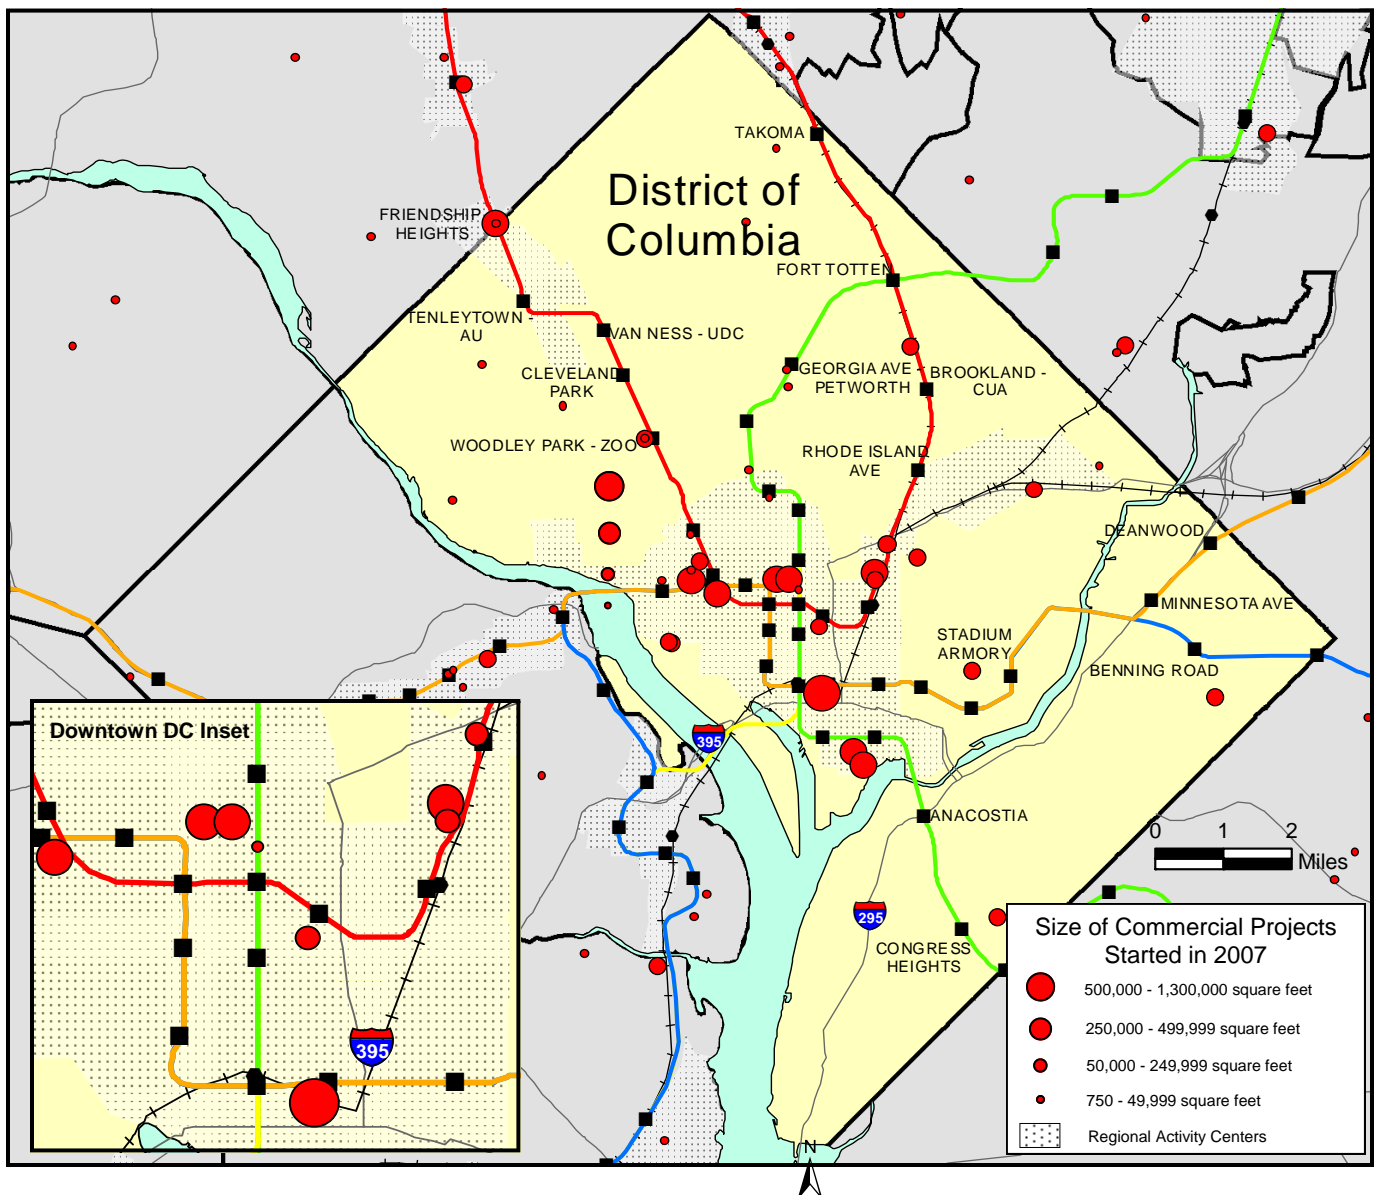 TAKOMA
District of
Columbia
FRIENDSHIP
HEIGHTS
FORT TOTTEN
TENLEYTOWN -
AU
VAN NESS - UDC
CLEVELAND
PARK
GEORGIA AVE -
PETWORTH
BROOKLAND -
CUA
WOODLEY PARK - ZOO
RHODE ISLAND
AVE
DEANWOOD
MINNESOTA AVE
STADIUM
ARMORY
BENNING ROAD
395
Downtown DC Inset
395
ANACOSTIA
0 1 2
Miles
295
CONGRESS
HEIGHTS
Size of Commercial Projects
Started in 2007
500,000 - 1,300,000 square feet
250,000 - 499,999 square feet
50,000 - 249,999 square feet
750 - 49,999 square feet
Regional Activity Centers
N